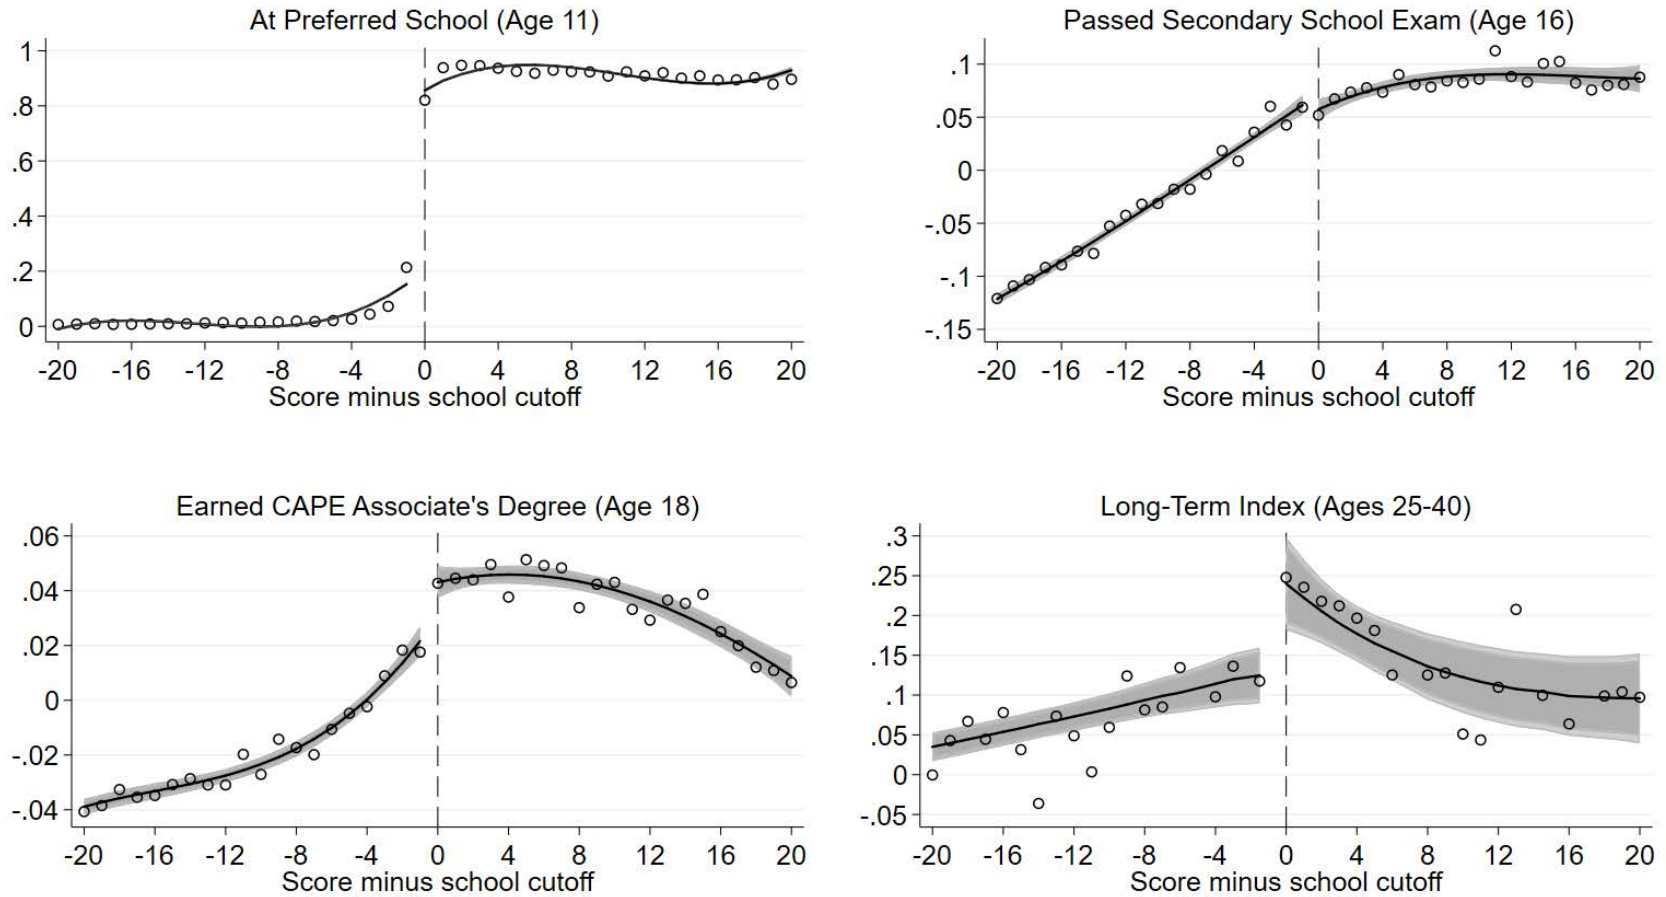 At Preferred School (Age 11)
1
.8
.6
.4
.2
0
-20 -16 -12 -8 -4 0 4 8 12 16 20
Score minus school cutoff
Passed Secondary School Exam (Age 16)
.1
.05
0
-.05
-.1
-.15
-20 -16 -12 -8 -4 0 4 8 12 16 20
Score minus school cutoff
Earned CAPE Associate's Degree (Age 18)
.06
.04
.02
0
-.02
-.04
-20 -16 -12 -8 -4 0 4 8 12 16 20
Score minus school cutoff
Long-Term Index (Ages 25-40)
.3
.25
.2
.15
.1
.05
0
-.05
-20 -16 -12 -8 -4 0 4 8 12 16 20
Score minus school cutoff